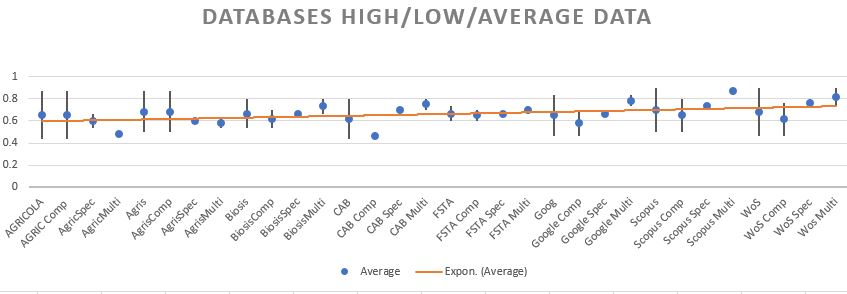 DATABASES HIGH/LOW/AVERAGE DATA
1
0.8
0.6
0.4
0.2
0
AGRICOLA
AGRIC Comp
AgricSpec
AgricMulti
Agris
AgrisComp
AgrisSpec
AgrisMulti
Biosis
BiosisComp
BiosisSpec
BiosisMulti
CAB
CAB Comp
CAB Spec
CAB Multi
FSTA
FSTA Comp
FSTA Spec
FSTA Multi
Goog
Google Comp
Google Spec
Google Multi
Scopus
Scopus Comp
Scopus Spec
Scopus Multi
WoS
WoS Comp
WoS Spec
Wos Multi
Average
Expon. (Average)